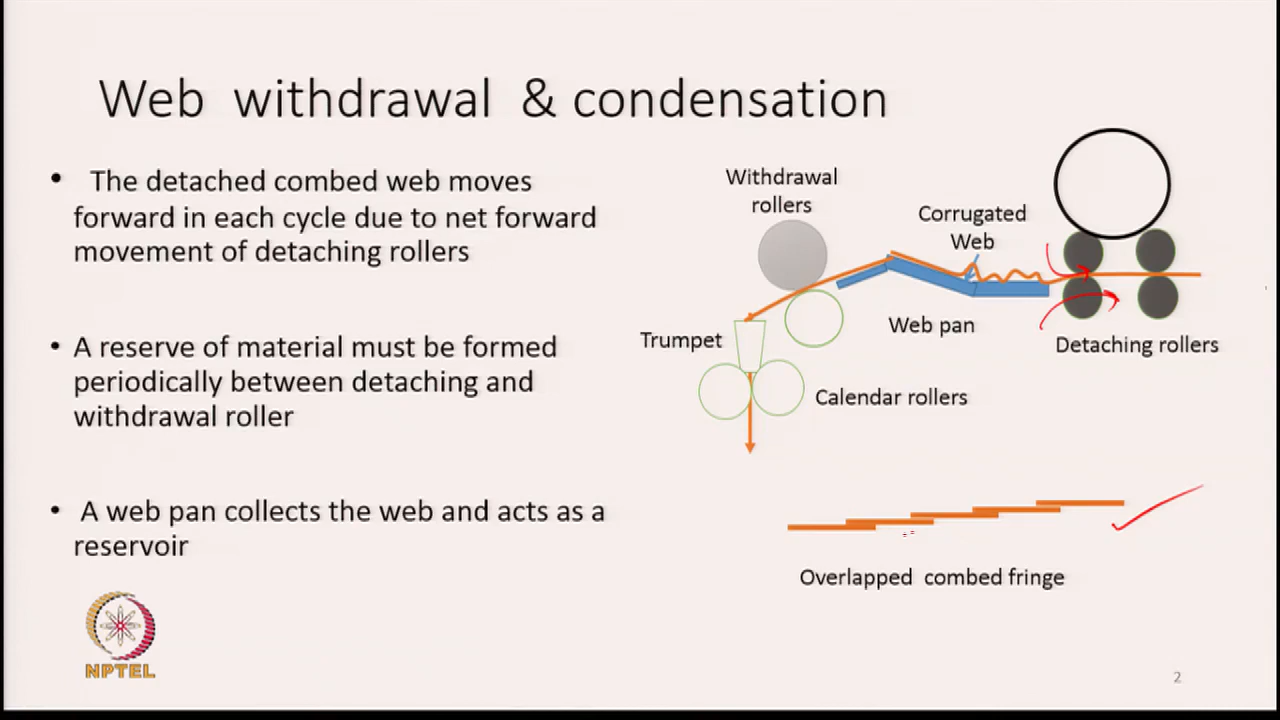 Web withdrawal & condensation
• The detached combed web moves
forward in each cycle due to net forward
movement of detaching rollers
• A reserve of material must be formed
periodically between detaching and
withdrawal roller
• A web pan collects the web and acts as a
reservoir
Withdrawal
rollers
Corrugated
Web
Trumpet
Web pan
Detaching rollers
Calendar rollers
Overlapped combed fringe
NPTEL
2